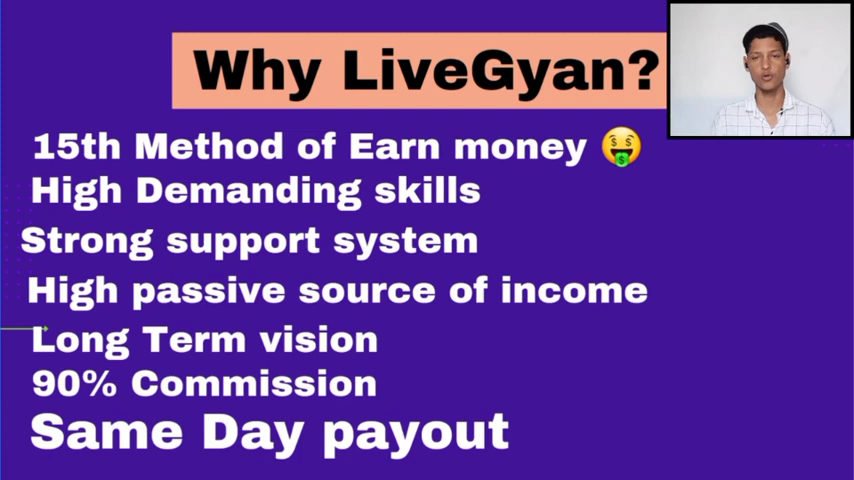 Why LiveGyan?
15th Method of Earn money 🤑
High Demanding skills
Strong support system
High passive source of income
Long Term vision
90% Commission
Same Day payout